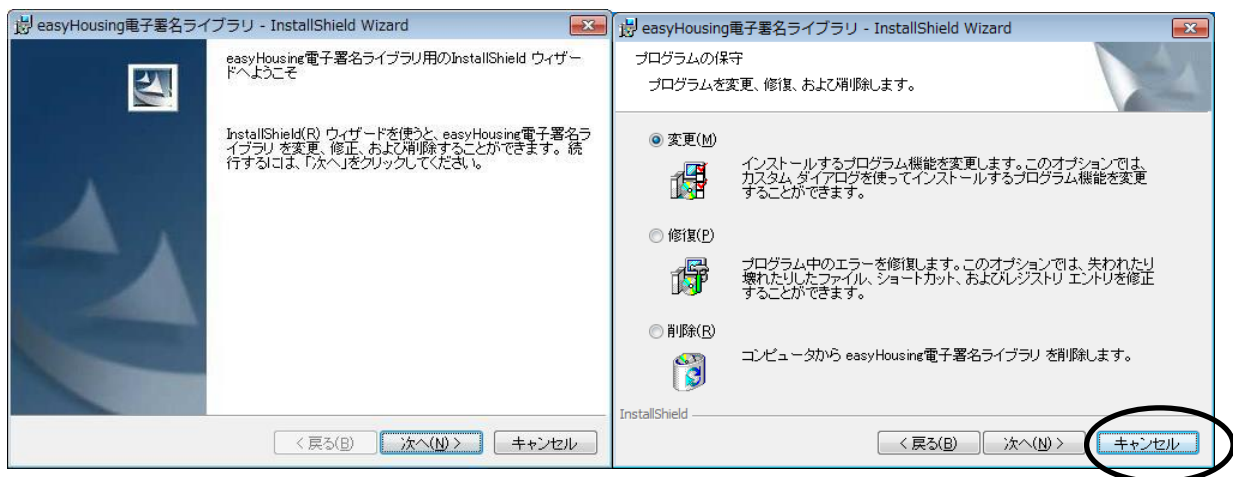 easyHousing電子署名ライブラリ - InstallShield Wizard
easyHousing電子署名ライブラリ用のInstallShield ウィザー
ドへようこそ
InstallShield(R) ウィザードを使うと、easyHousing電子署名ラ
イブラリ を変更、修正、および削除することができます。続
行するには、「次へ」をクリックしてください。
< 戻る(B)
次へ(N) >
キャンセル
easyHousing電子署名ライブラリ - InstallShield Wizard
プログラムの保守
プログラムを変更、修復、および削除します。
変更(M)
インストールするプログラム機能を変更します。このオプションでは、
カスタム ダイアログを使ってインストールするプログラム機能を変更
することができます。
修復(P)
プログラム中のエラーを修復します。このオプションでは、失われたり
壊れたりしたファイル、ショートカット、およびレジストリ エントリを修正
することができます。
削除(R)
コンピュータから easyHousing電子署名ライブラリ を削除します。
InstallShield
< 戻る(B)
次へ(N) >
キャンセル